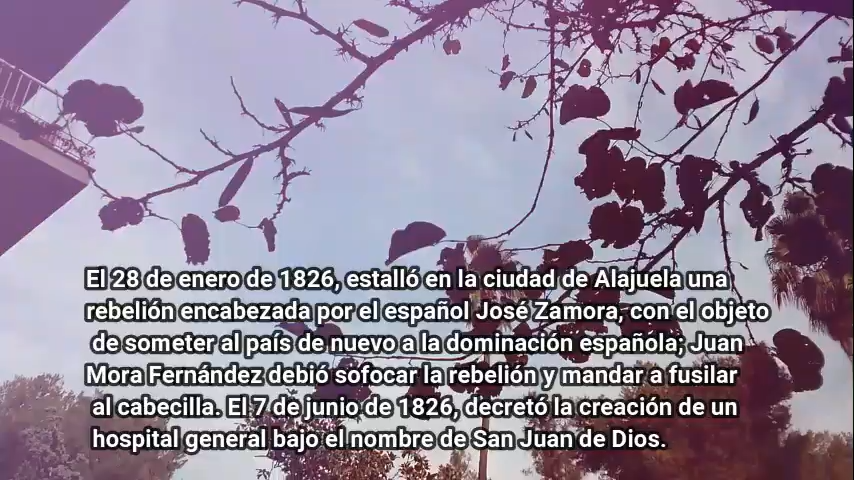 El 28 de enero de 1826, estalló en la ciudad de Alajuela una
rebelión encabezada por el español José Zamora, con el objeto
de someter al país de nuevo a la dominación española; Juan
Mora Fernández debió sofocar la rebelión y mandar a fusilar
al cabecilla. El 7 de junio de 1826, decretó la creación de un
hospital general bajo el nombre de San Juan de Dios.